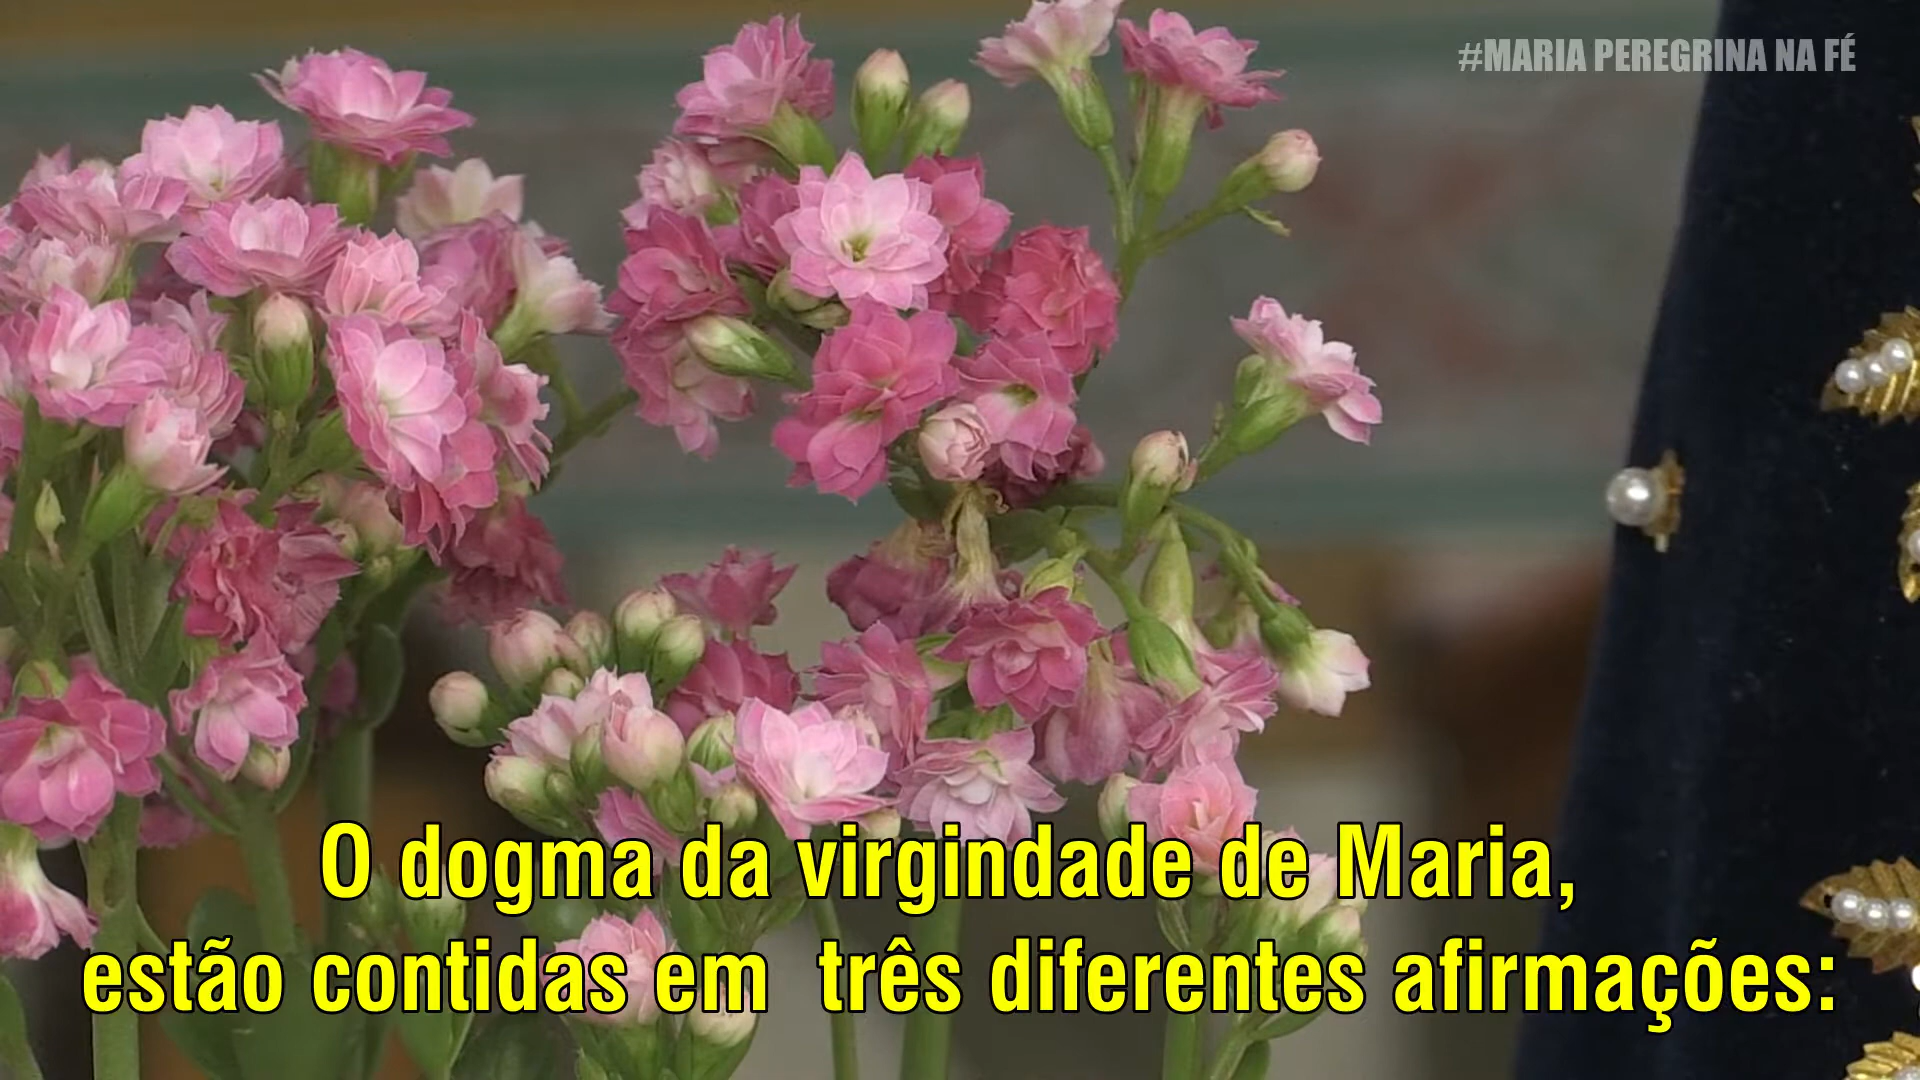 #MARIA PEREGRINA NA FÉ
O dogma da virgindade de Maria,
estão contidas em  três diferentes afirmações: